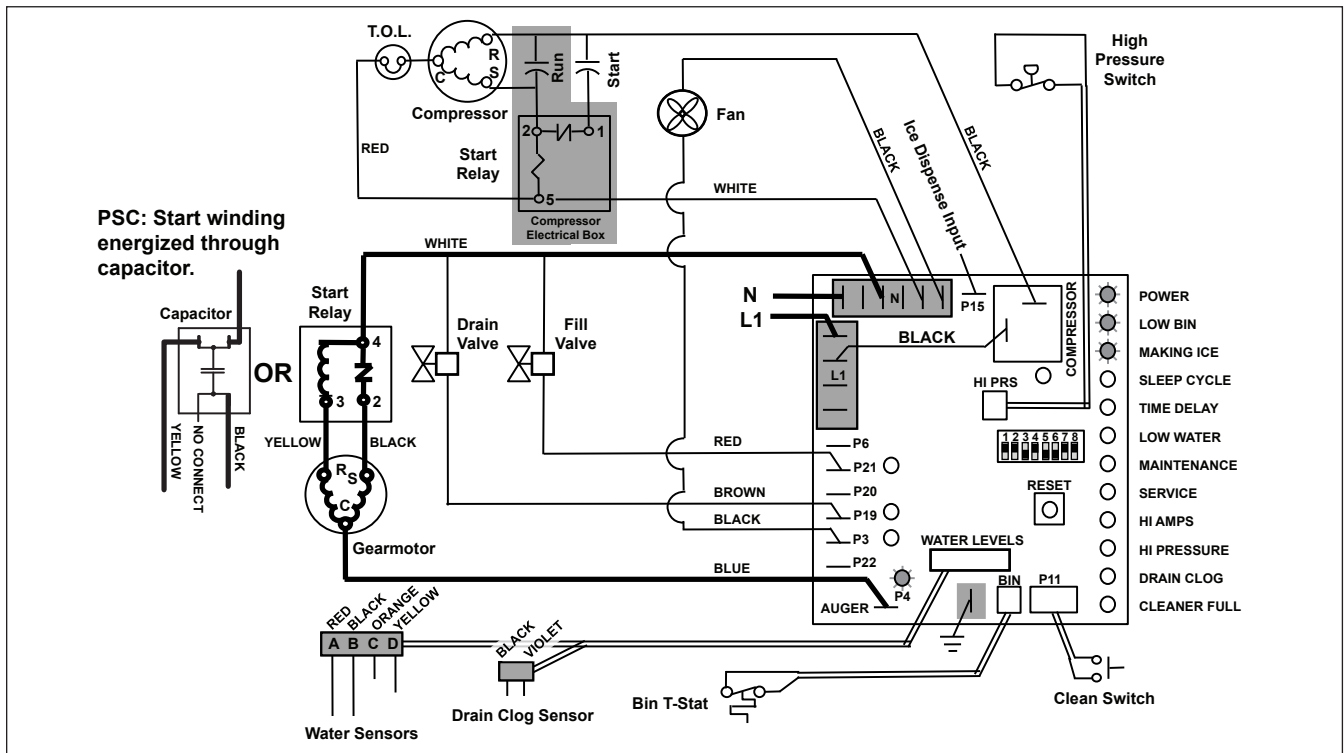 T.O.L.
R
S
C
Compressor
Run
Start
RED
2
1
Start
Relay
5
Compressor
Electrical Box
Fan
BLACK
Ice Dispense Input
BLACK
High
Pressure
Switch
WHITE
PSC: Start winding
energized through
capacitor.
WHITE
Capacitor
YELLOW
NO CONNECT
BLACK
OR
Start
Relay
4
3
2
YELLOW
BLACK
R
S
C
Gearmotor
Drain
Valve
Fill
Valve
N
N
L1
L1
BLACK
P15
COMPRESSOR
HI PRS
1 2 3 4 5 6 7 8
RESET
RED
P6
P21
BROWN
P20
P19
BLACK
P3
P22
BLUE
P4
AUGER
WATER LEVELS
BIN
P11
POWER
LOW BIN
MAKING ICE
SLEEP CYCLE
TIME DELAY
LOW WATER
MAINTENANCE
SERVICE
HI AMPS
HI PRESSURE
DRAIN CLOG
CLEANER FULL
RED
BLACK
ORANGE
YELLOW
A B C D
Water Sensors
BLACK
VIOLET
Drain Clog Sensor
Bin T-Stat
Clean Switch